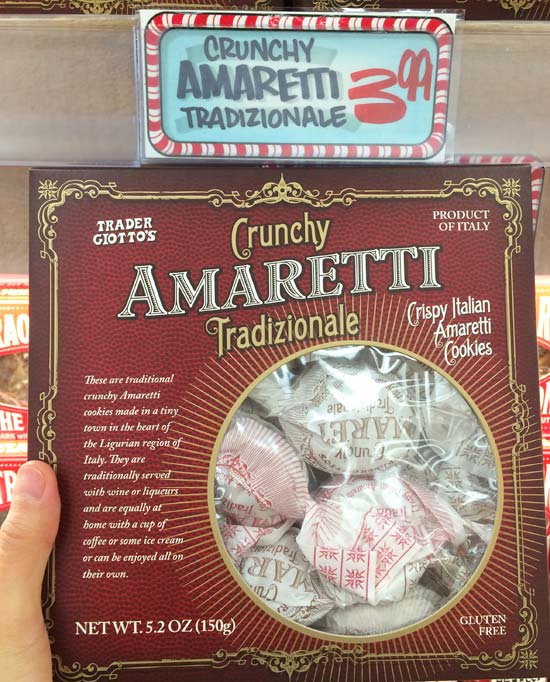 CRUNCHY
AMARETTI 3.99
TRADIZIONALE
TRADER
GIOTTO'S
PRODUCT
OF ITALY
Crunchy
AMARETTI
Tradizionale
Crispy Italian
Amaretti
Cookies
These are traditional
crunchy Amaretti
cookies made in a tiny
town in the heart of
the Ligurian region of
Italy. They are
traditionally served
with wine or liqueurs
and are equally at
home with a cup of
coffee or some ice cream
or can be enjoyed all on
their own.
NET WT. 5.2 OZ (150g)
GLUTEN
FREE